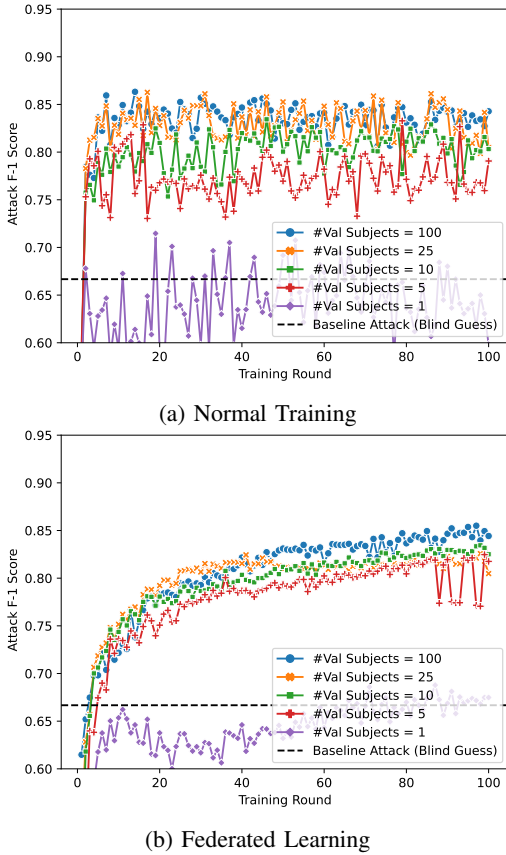 0.95
0.90
0.85
0.80
0.75
0.70
0.65
0.60
Attack F-1 Score
#Val Subjects = 100
#Val Subjects = 25
#Val Subjects = 10
#Val Subjects = 5
#Val Subjects = 1
Baseline Attack (Blind Guess)
0 20 40 60 80 100
Training Round
(a) Normal Training
0.95
0.90
0.85
0.80
0.75
0.70
0.65
0.60
Attack F-1 Score
#Val Subjects = 100
#Val Subjects = 25
#Val Subjects = 10
#Val Subjects = 5
#Val Subjects = 1
Baseline Attack (Blind Guess)
0 20 40 60 80 100
Training Round
(b) Federated Learning